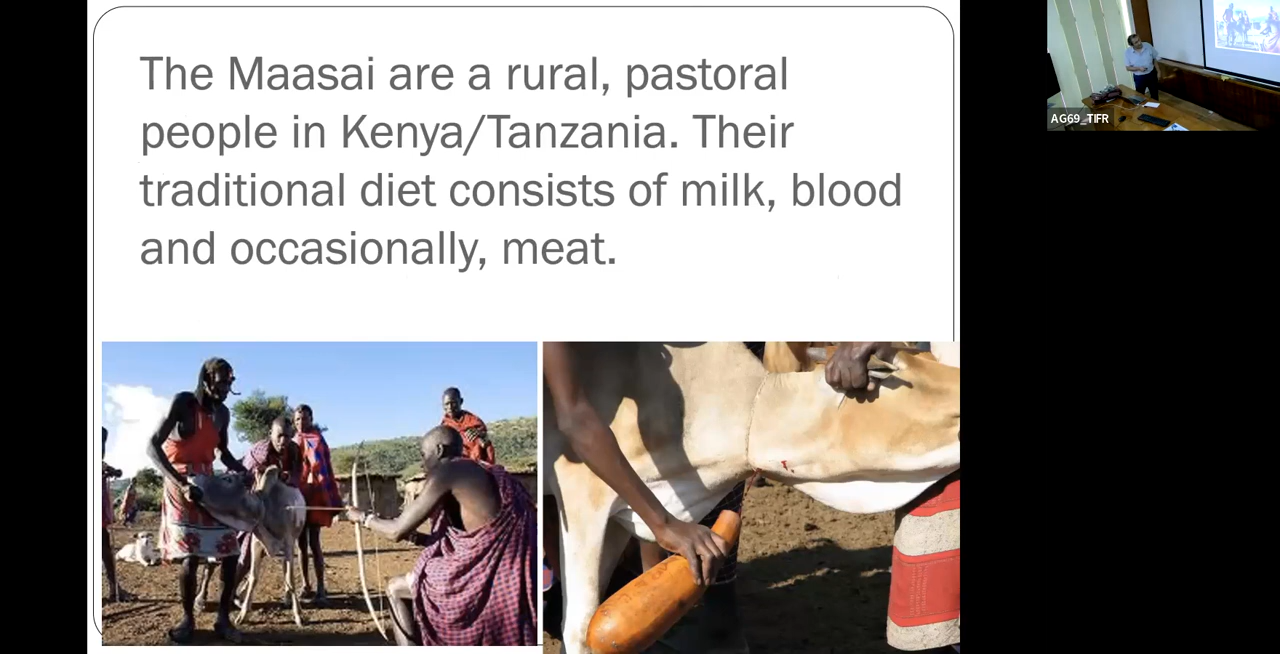 The Maasai are a rural, pastoral
people in Kenya/Tanzania. Their
traditional diet consists of milk, blood
and occasionally, meat.
AG69_TIFR